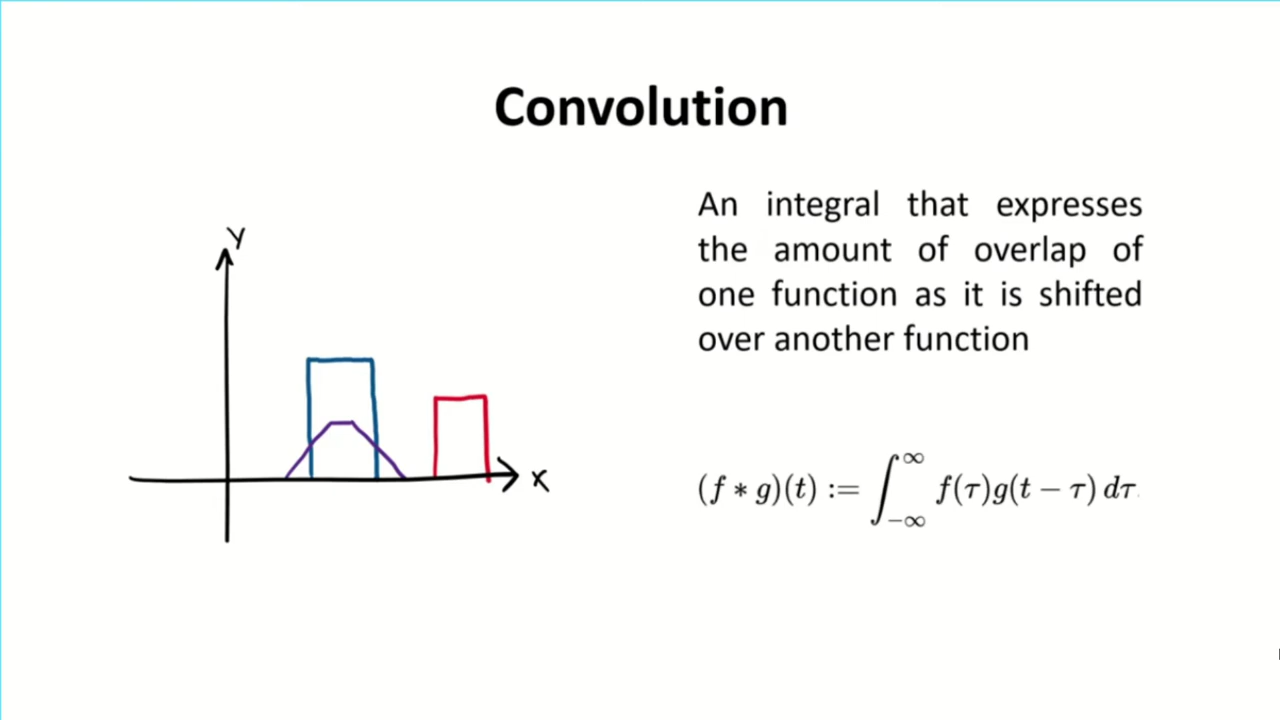 Convolution
An integral that expresses
the amount of overlap of
one function as it is shifted
over another function
Y
X
(f ∗ g)(t) := ∫_{−∞}^{∞} f(τ)g(t − τ) dτ